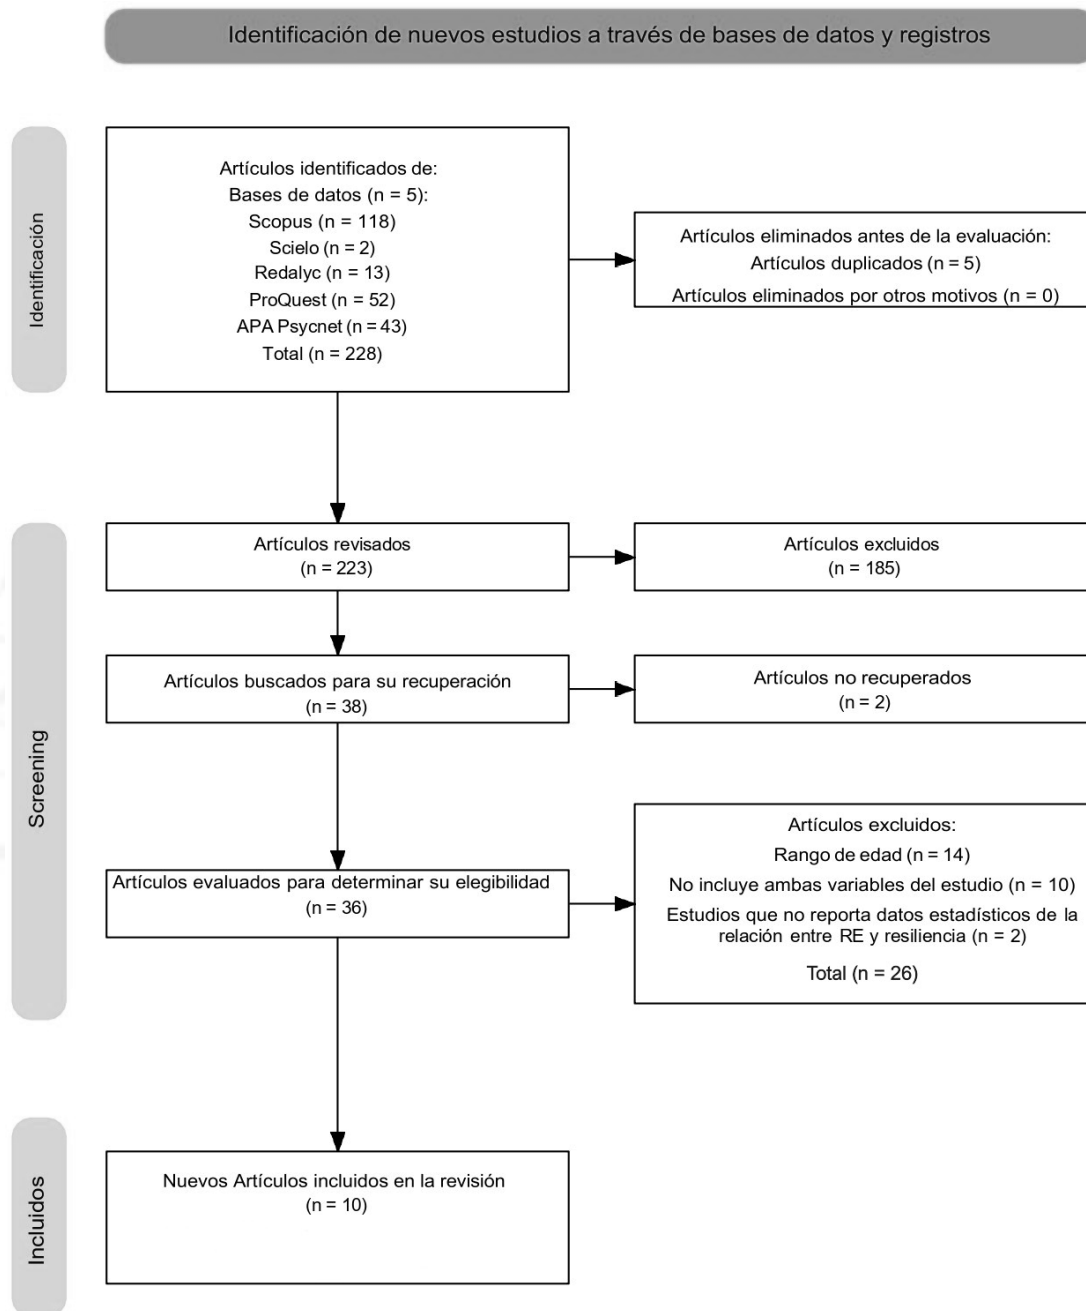 Identificación de nuevos estudios a través de bases de datos y registros
Identificación
Artículos identificados de:
Bases de datos (n = 5):
Scopus (n = 118)
Scielo (n = 2)
Redalyc (n = 13)
ProQuest (n = 52)
APA Psycnet (n = 43)
Total (n = 228)
Artículos eliminados antes de la evaluación:
Artículos duplicados (n = 5)
Artículos eliminados por otros motivos (n = 0)
Screening
Artículos revisados
(n = 223)
Artículos excluidos
(n = 185)
Artículos buscados para su recuperación
(n = 38)
Artículos no recuperados
(n = 2)
Artículos evaluados para determinar su elegibilidad
(n = 36)
Artículos excluidos:
Rango de edad (n = 14)
No incluye ambas variables del estudio (n = 10)
Estudios que no reporta datos estadísticos de la
relación entre RE y resiliencia (n = 2)
Total (n = 26)
Incluidos
Nuevos Artículos incluidos en la revisión
(n = 10)